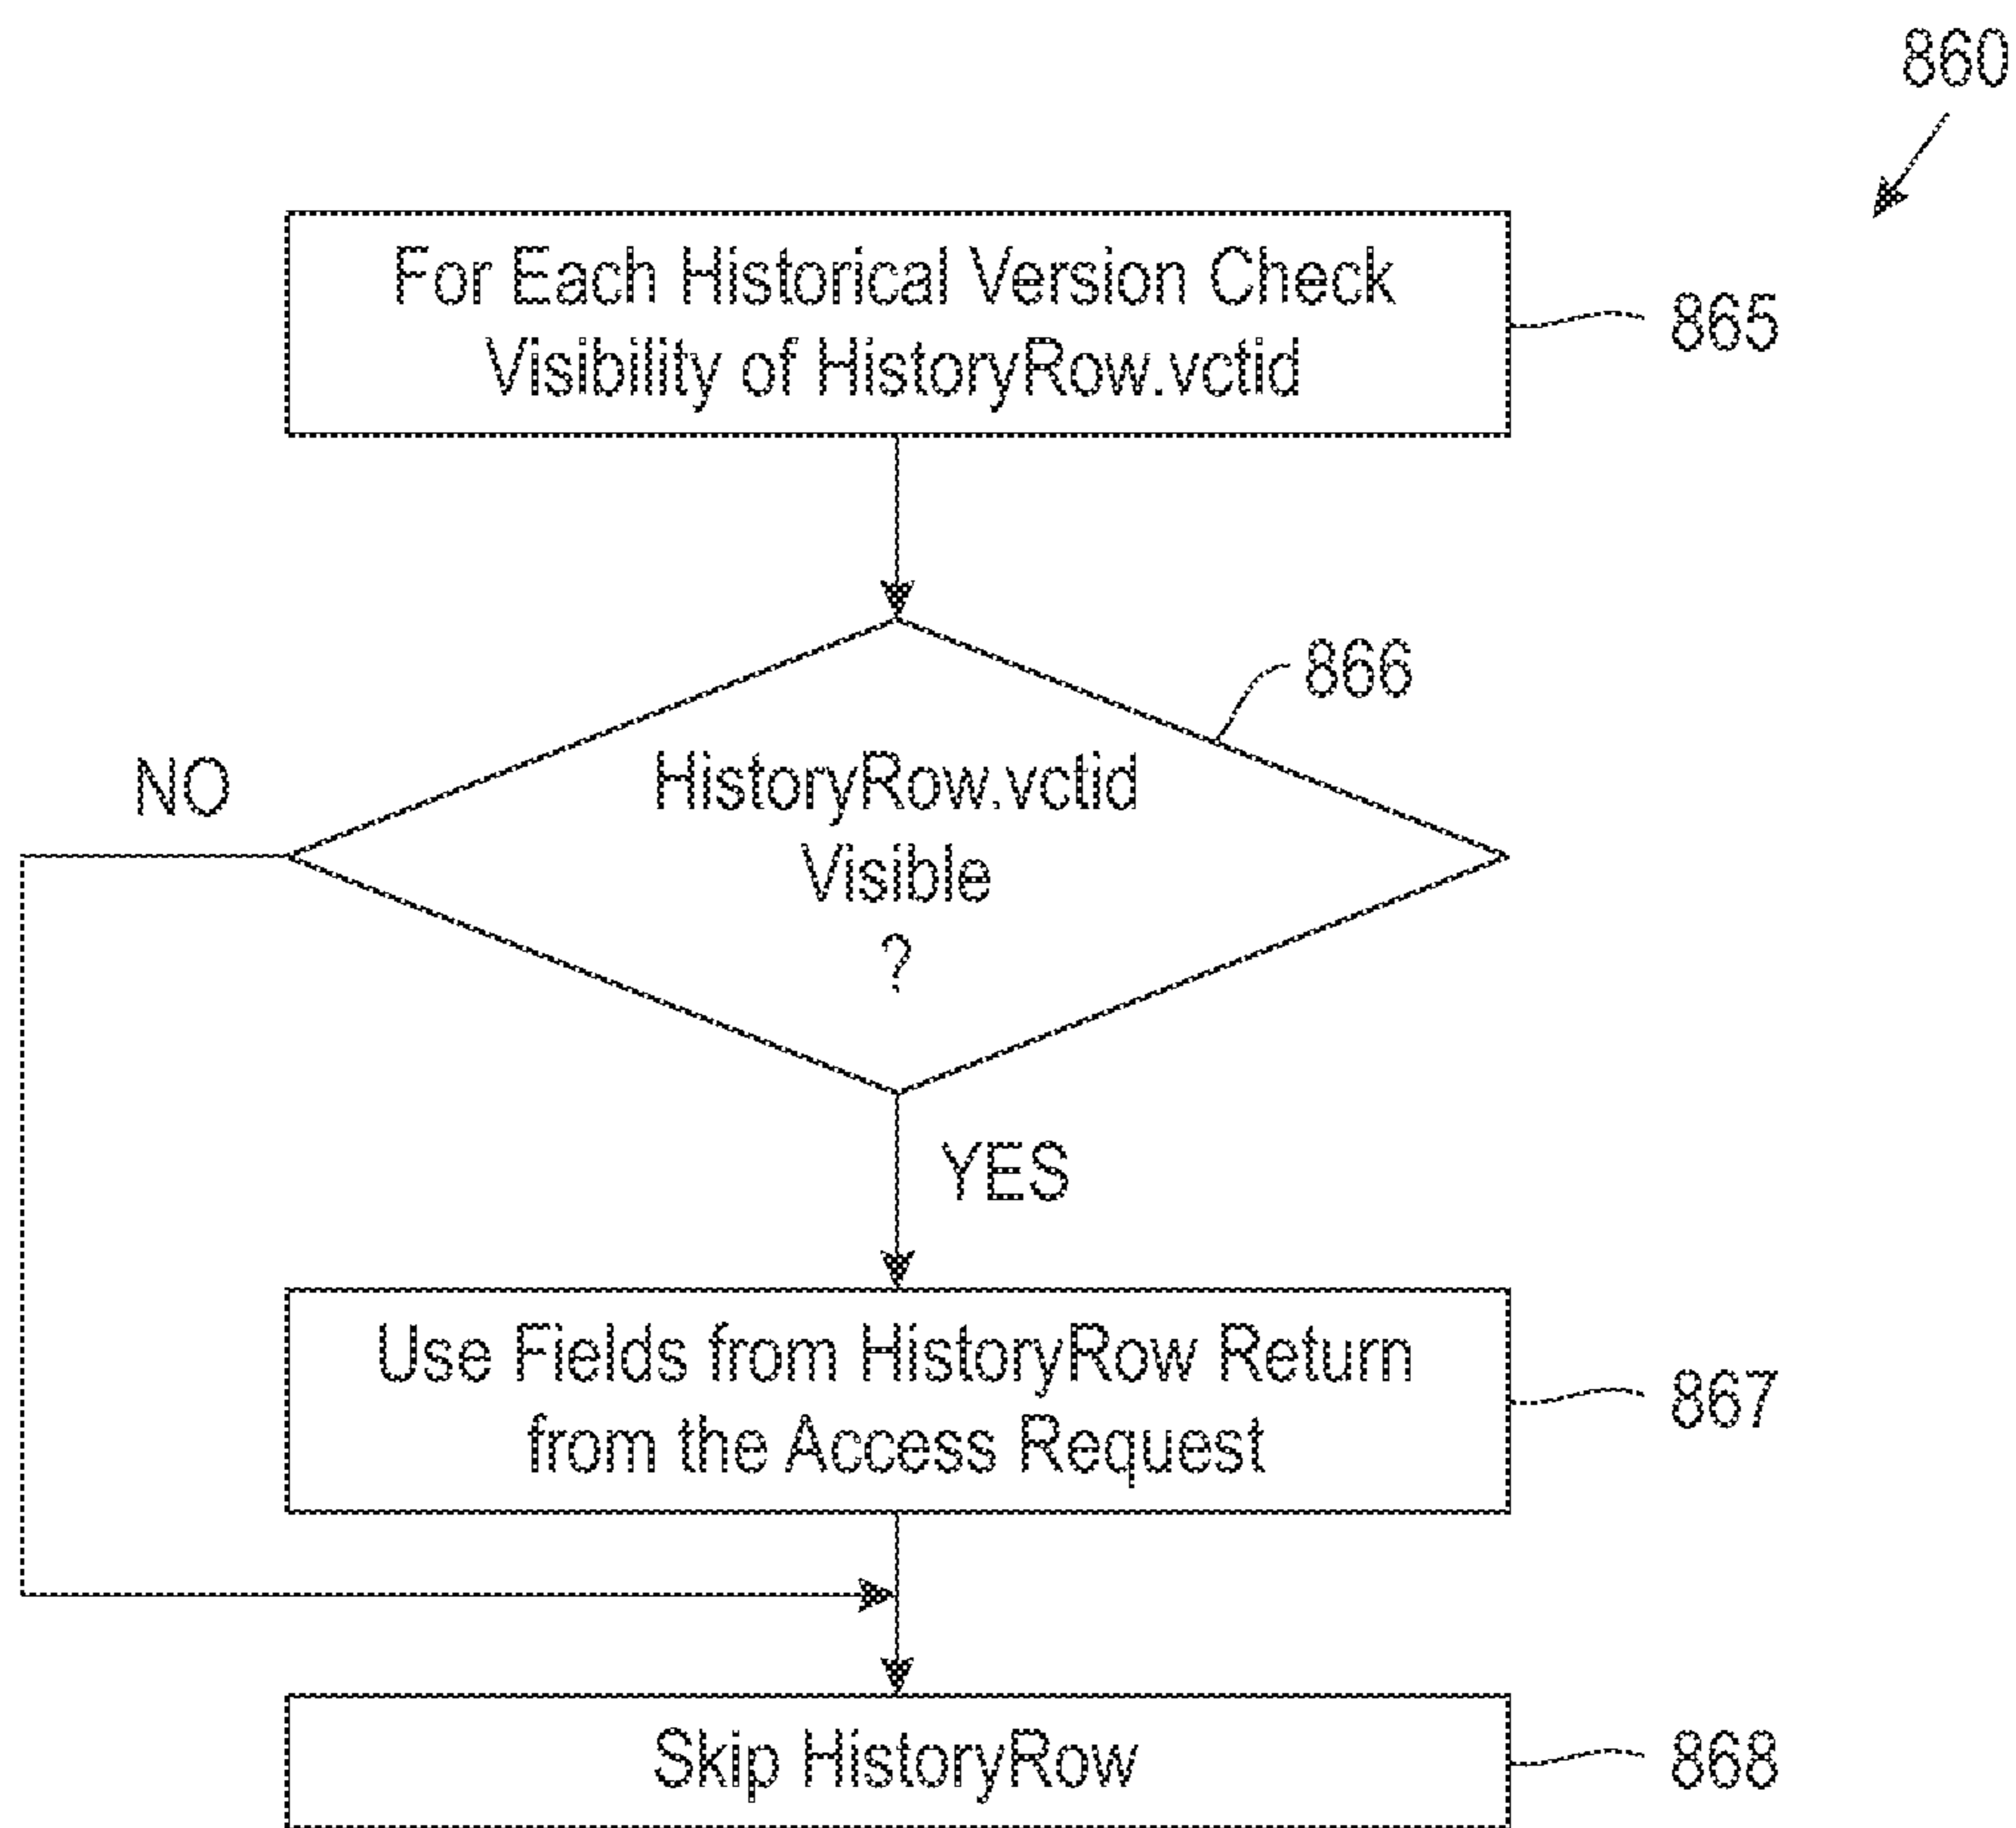 860
For Each Historical Version Check
Visibility of HistoryRow.vctid
865
866
HistoryRow.vctid
Visible
?
NO
YES
Use Fields from HistoryRow Return
from the Access Request
867
Skip HistoryRow
868